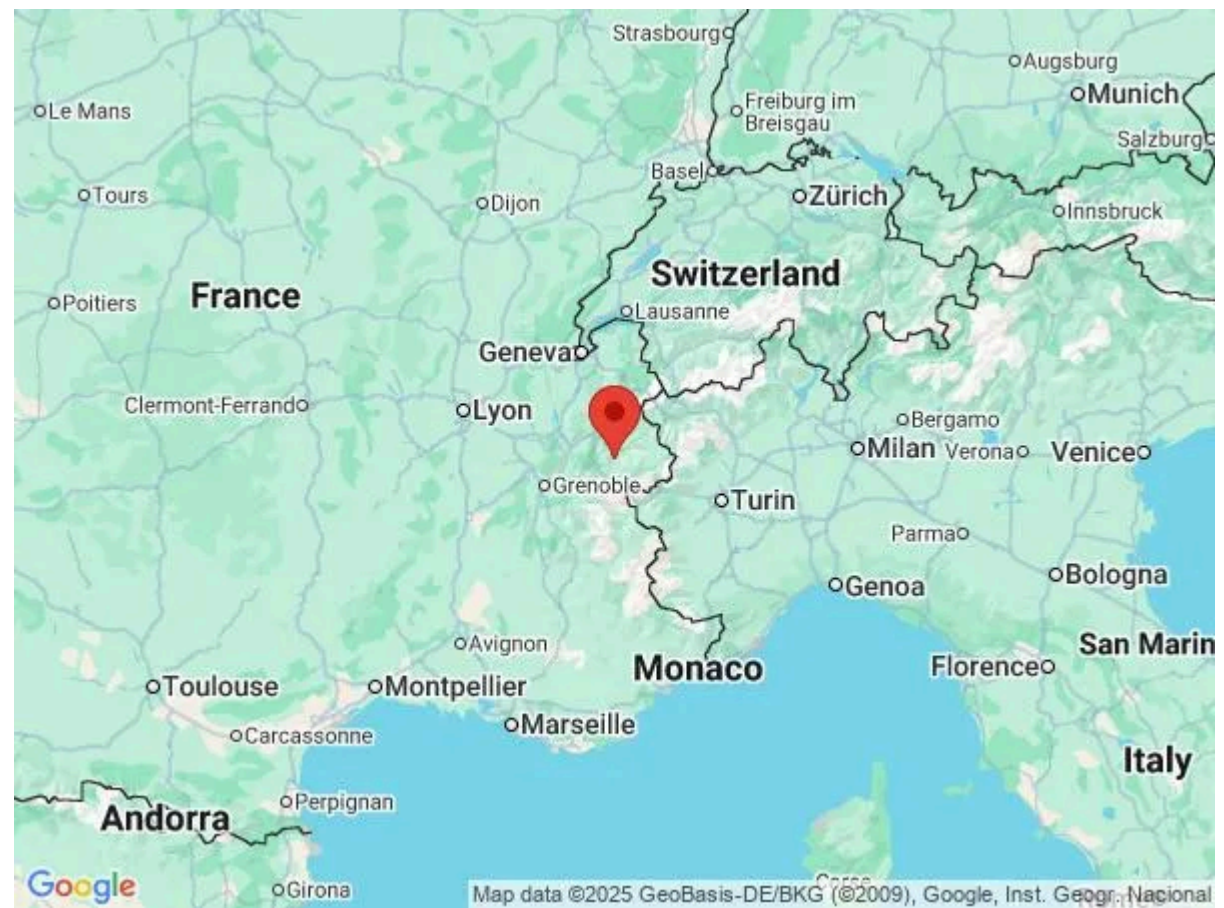 Strasbourg
Augsburg
Munich
Le Mans
Freiburg im
Breisgau
Salzburg
Basel
Tours
Dijon
Zürich
Innsbruck
Switzerland
France
Poitiers
Lausanne
Geneva
Clermont-Ferrand
Lyon
Bergamo
Milan
Verona
Venice
Grenoble
Turin
Parma
Bologna
Genoa
Avignon
San Marin
Monaco
Florence
Toulouse
Montpellier
Marseille
Carcassonne
Italy
Perpignan
Andorra
Google
Girona
Map data ©2025 GeoBasis-DE/BKG (©2009), Google, Inst. Geogr. Nacional